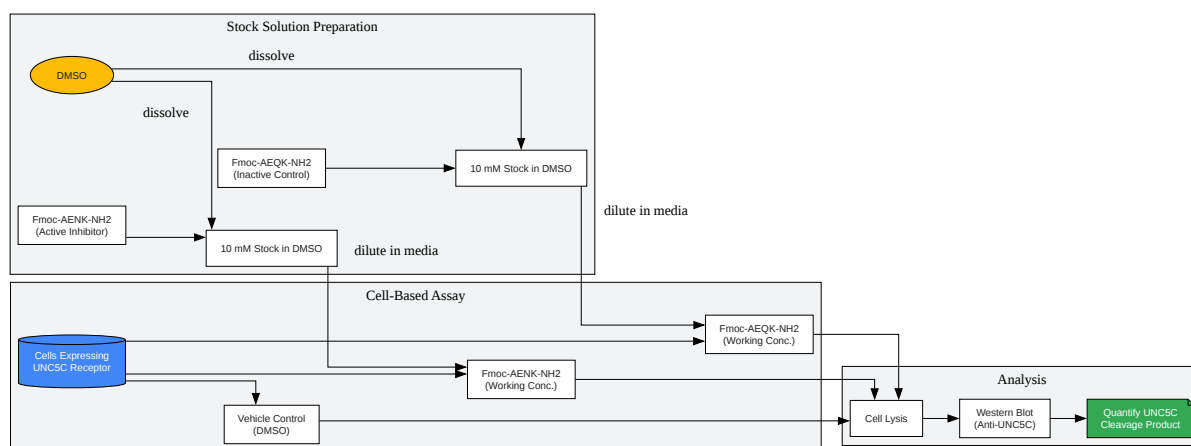 Stock Solution Preparation
dissolve
DMSO
dissolve
Fmoc-AEQK-NH2
(Inactive Control)
10 mM Stock in DMSO
Fmoc-AENK-NH2
(Active Inhibitor)
10 mM Stock in DMSO
dilute in media
dilute in media
Cell-Based Assay
Cells Expressing
UNC5C Receptor
Fmoc-AEQK-NH2
(Working Conc.)
Fmoc-AENK-NH2
(Working Conc.)
Vehicle Control
(DMSO)
Analysis
Cell Lysis
Western Blot
(Anti-UNC5C)
Quantify UNC5C
Cleavage Product